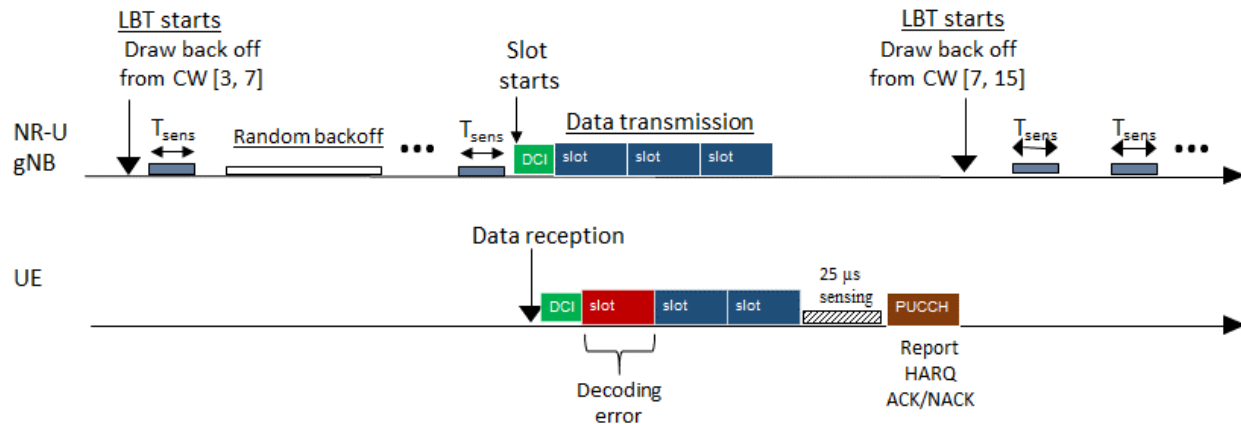 LBT starts
Draw back off
from CW [3, 7]
Slot
starts
LBT starts
Draw back off
from CW [7, 15]
NR-U
gNB
Tsens
Random backoff
•••
Tsens
Data transmission
DCI
slot
slot
slot
Tsens
Tsens
•••
Data reception
UE
DCI
slot
slot
slot
25 µs
sensing
PUCCH
Decoding
error
Report
HARQ
ACK/NACK